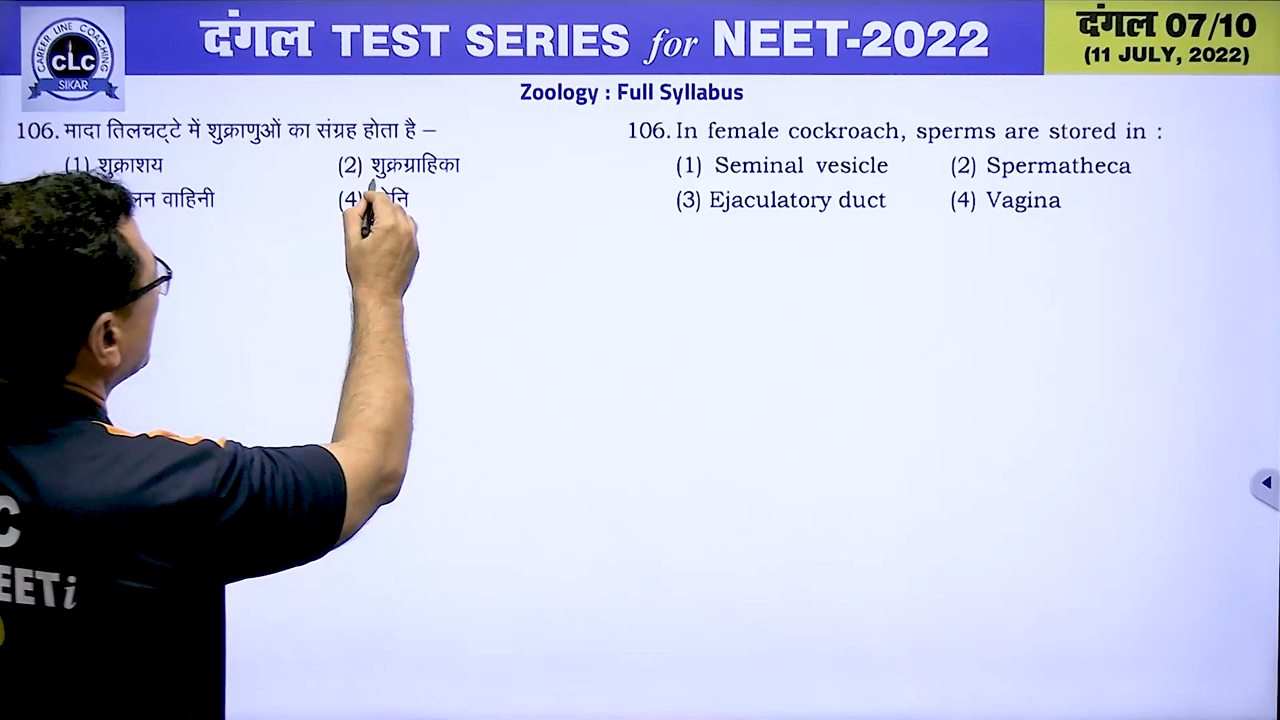 CAREER LINE COACHING
CLC
SIKAR
दंगल TEST SERIES for NEET-2022
दंगल 07/10
(11 JULY, 2022)
Zoology : Full Syllabus
106. मादा तिलचट्टे में शुक्राणुओं का संग्रह होता है –
(1) शुक्राशय (2) शुक्रग्राहिका
वाहिनी (4)
106. In female cockroach, sperms are stored in :
(1) Seminal vesicle (2) Spermatheca
(3) Ejaculatory duct (4) Vagina